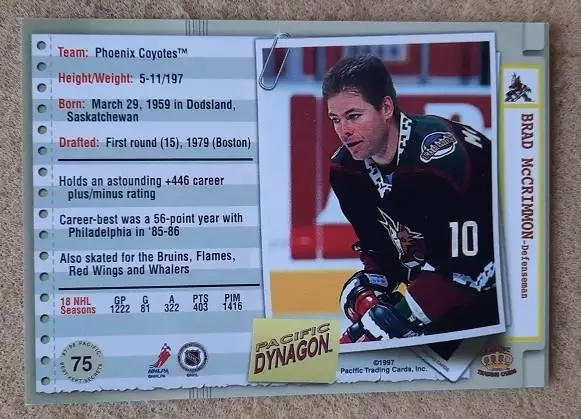 Team: Phoenix Coyotes™
Height/Weight: 5-11/197
Born: March 29, 1959 in Dodsland,
Saskatchewan
Drafted: First round (15), 1979 (Boston)
Holds an astounding +446 career
plus/minus rating
Career-best was a 56-point year with
Philadelphia in '85-86
Also skated for the Bruins, Flames,
Red Wings and Whalers
18 NHL GP G A PTS PIM
Seasons 1222 81 322 403 1416
75
NHLPA
NHL
PACIFIC
DYNAGON™
©1997
Pacific Trading Cards, Inc.
BRAD McCRIMMON-Defenseman
10